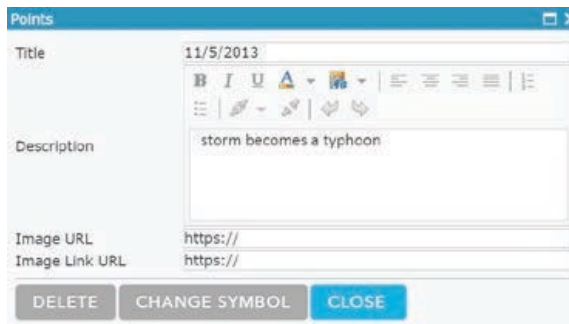 Points
Title 11/5/2013
B I U A
Description storm becomes a typhoon
Image URL https://
Image Link URL https://
DELETE CHANGE SYMBOL CLOSE